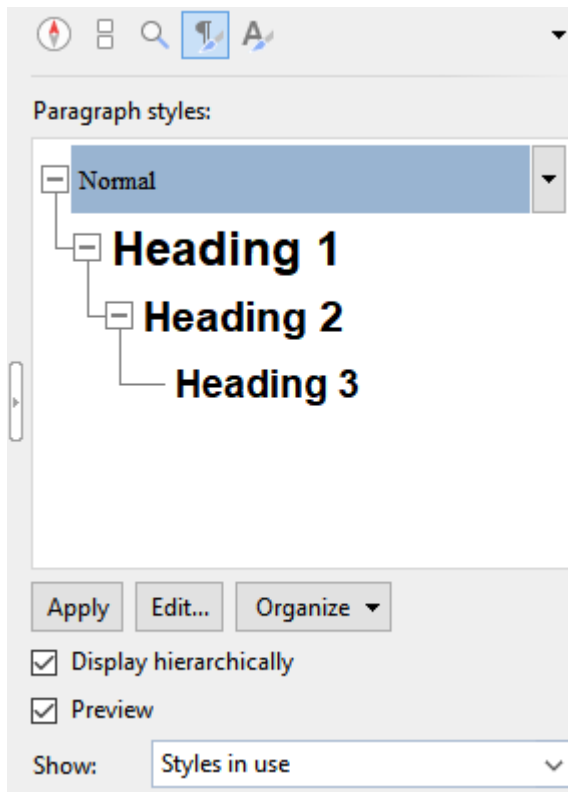 Paragraph styles:
Normal
Heading 1
Heading 2
Heading 3
Apply Edit... Organize
Display hierarchically
Preview
Show: Styles in use